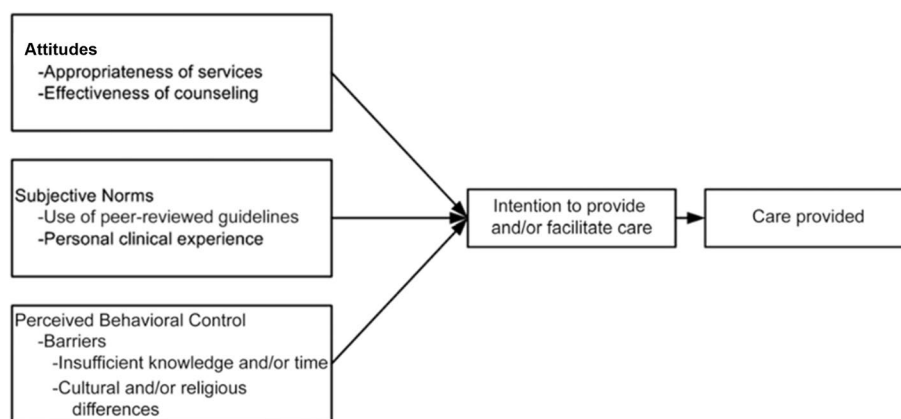 Attitudes
-Appropriateness of services
-Effectiveness of counseling
Subjective Norms
-Use of peer-reviewed guidelines
-Personal clinical experience
Perceived Behavioral Control
-Barriers
-Insufficient knowledge and/or time
-Cultural and/or religious
differences
Intention to provide
and/or facilitate care
Care provided